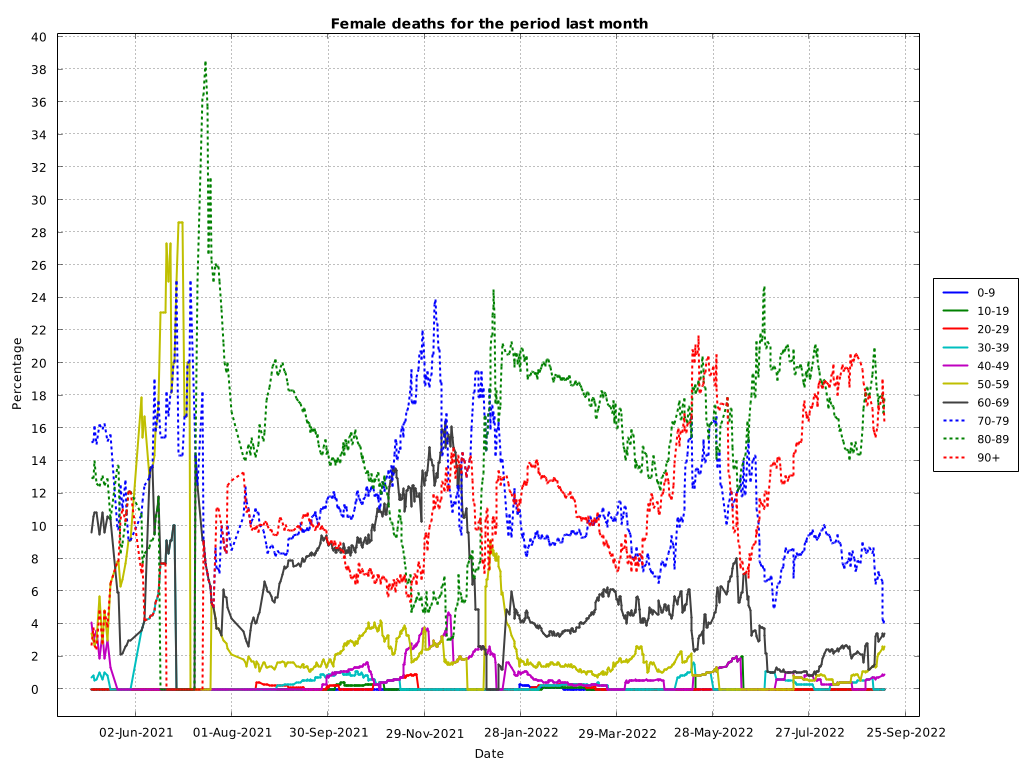 Female deaths for the period last month
Percentage
40
38
36
34
32
30
28
26
24
22
20
18
16
14
12
10
8
6
4
2
0
02-Jun-2021
01-Aug-2021
30-Sep-2021
29-Nov-2021
28-Jan-2022
29-Mar-2022
28-May-2022
27-Jul-2022
25-Sep-2022
Date
0-9
10-19
20-29
30-39
40-49
50-59
60-69
70-79
80-89
90+